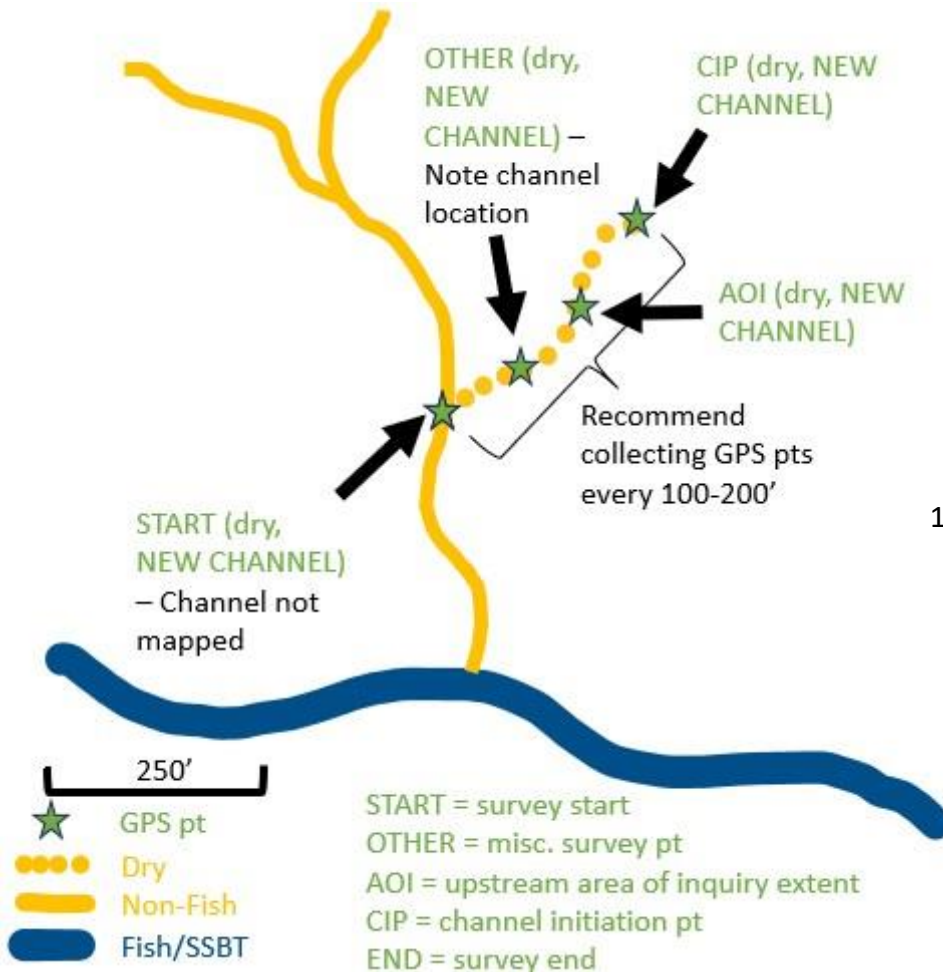 OTHER (dry,
NEW
CHANNEL) –
Note channel
location
CIP (dry, NEW
CHANNEL)
AOI (dry, NEW
CHANNEL)
Recommend
collecting GPS pts
every 100-200’
1
START (dry,
NEW CHANNEL)
– Channel not
mapped
250’
GPS pt
Dry
Non-Fish
Fish/SSBT
START = survey start
OTHER = misc. survey pt
AOI = upstream area of inquiry extent
CIP = channel initiation pt
END = survey end